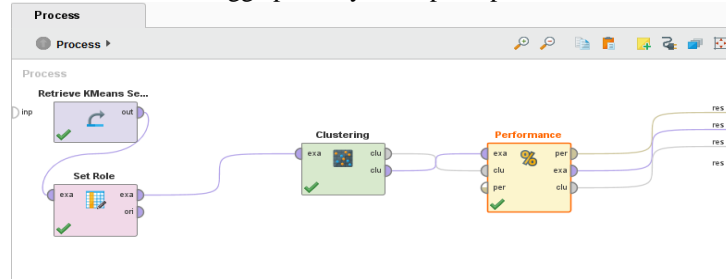 Process
Process
Process
Retrieve KMeans Se...
inp
out
Set Role
exa
exa
ori
Clustering
exa
clu
clu
Performance
exa
per
%
clu
exa
per
clu
res
res
res
res